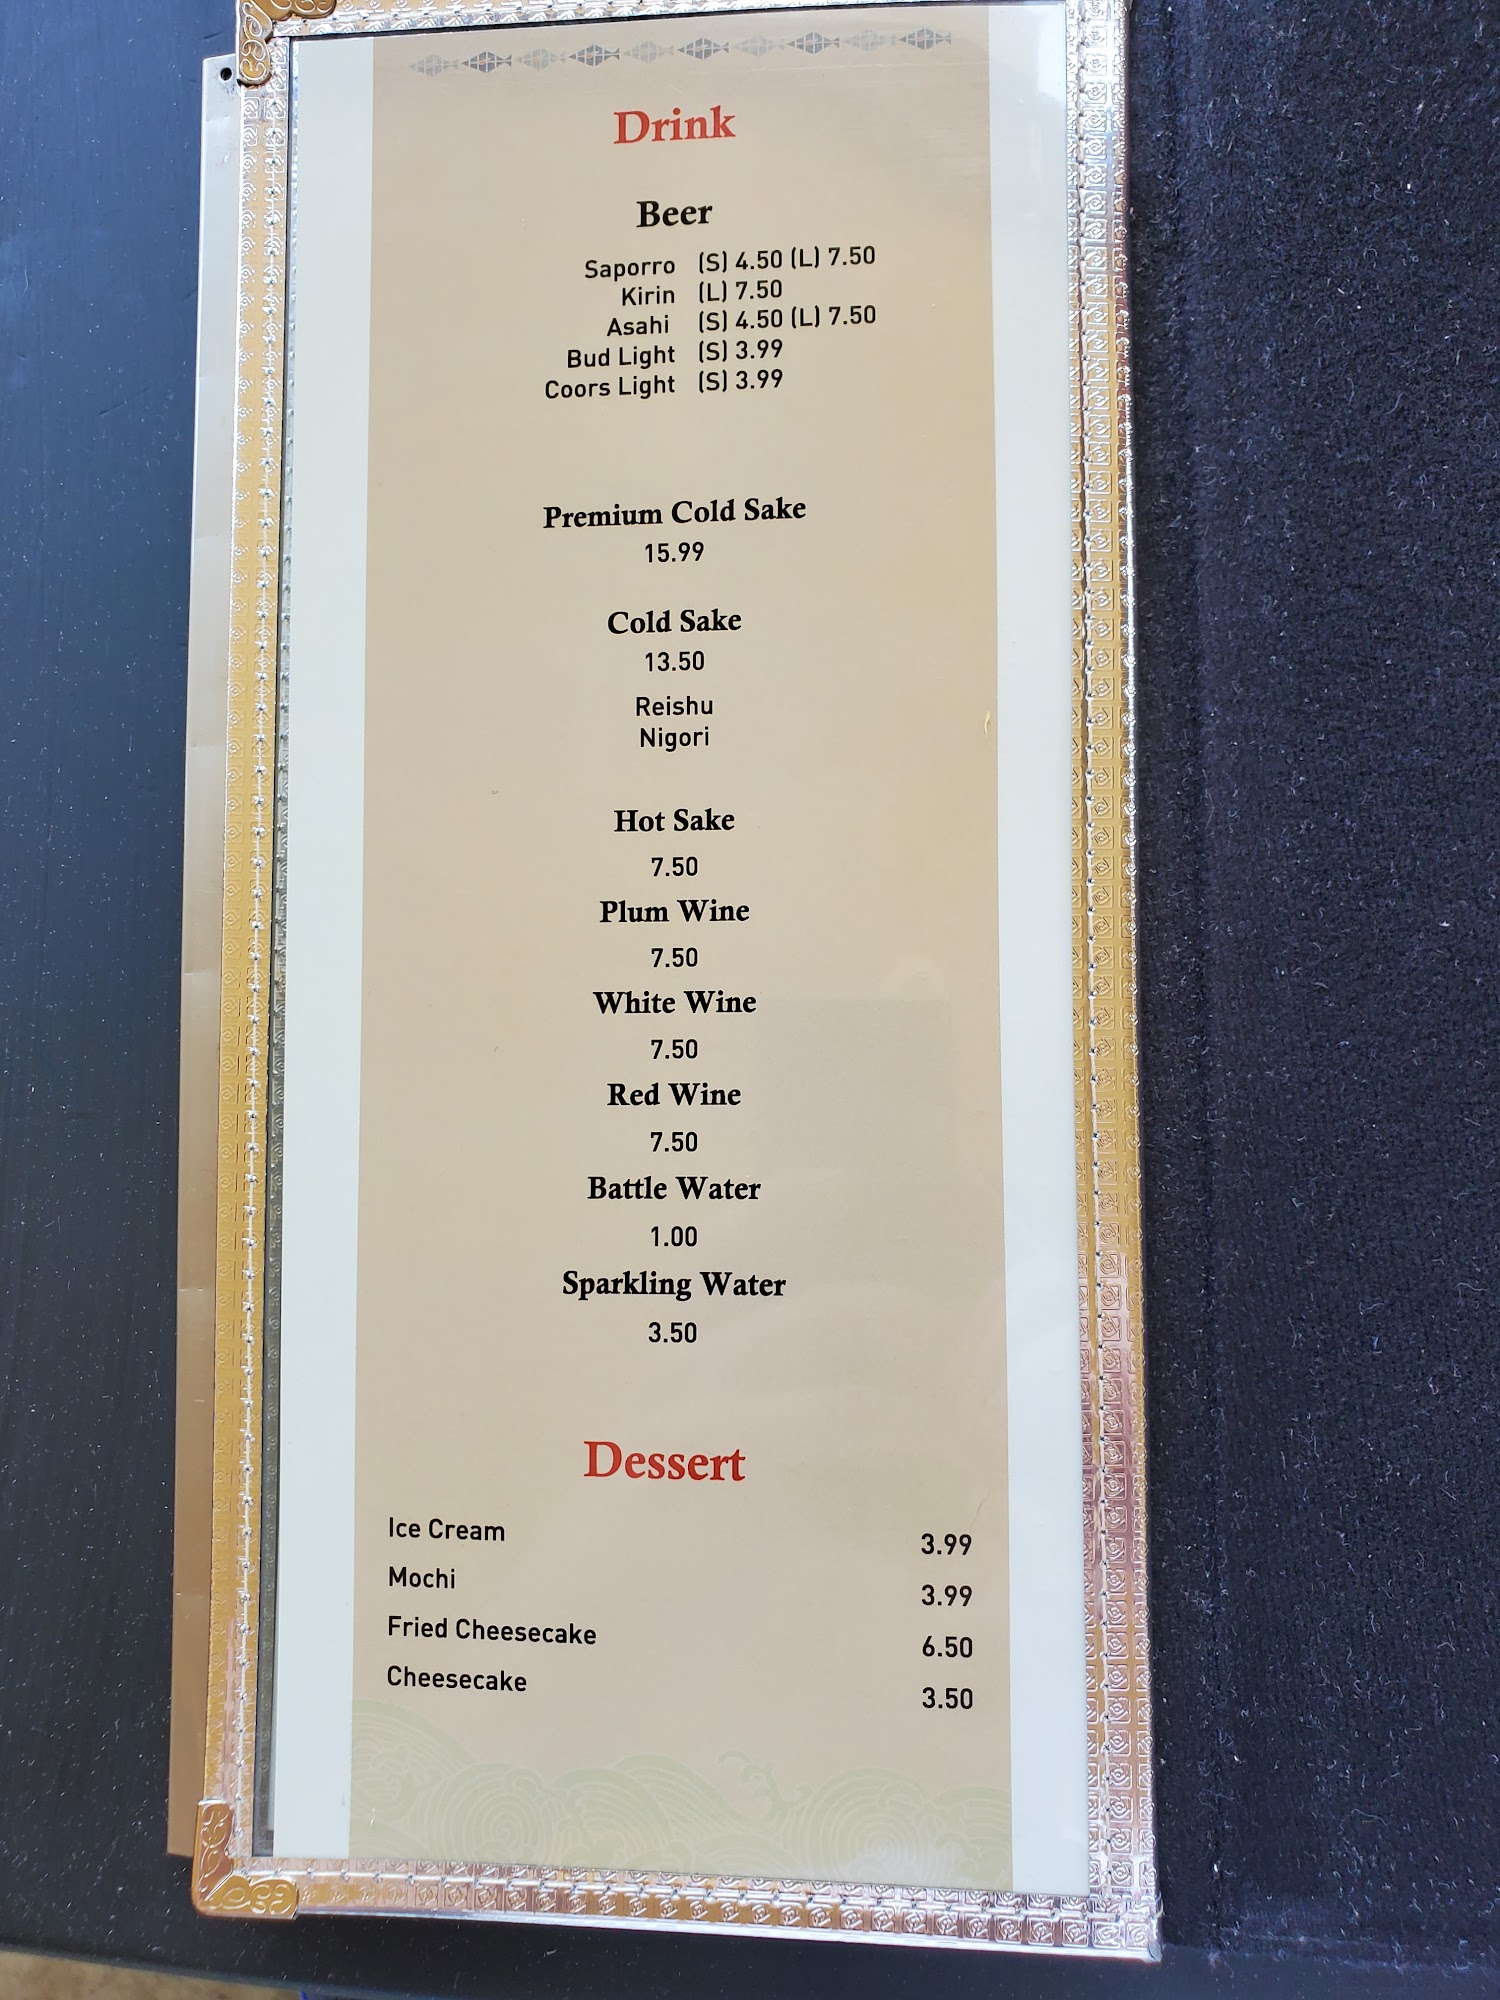 Drink
Beer
Saporro (S) 4.50 (L) 7.50
Kirin (L) 7.50
Asahi (S) 4.50 (L) 7.50
Bud Light (S) 3.99
Coors Light (S) 3.99
Premium Cold Sake
15.99
Cold Sake
13.50
Reishu
Nigori
Hot Sake
7.50
Plum Wine
7.50
White Wine
7.50
Red Wine
7.50
Battle Water
1.00
Sparkling Water
3.50
Dessert
Ice Cream 3.99
Mochi 3.99
Fried Cheesecake 6.50
Cheesecake 3.50